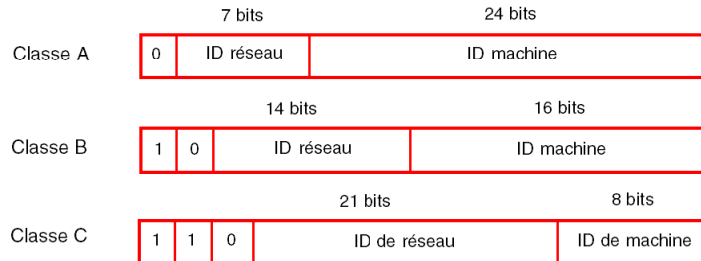 7 bits 24 bits
Classe A 0 ID réseau ID machine
14 bits 16 bits
Classe B 1 0 ID réseau ID machine
21 bits 8 bits
Classe C 1 1 0 ID de réseau ID de machine